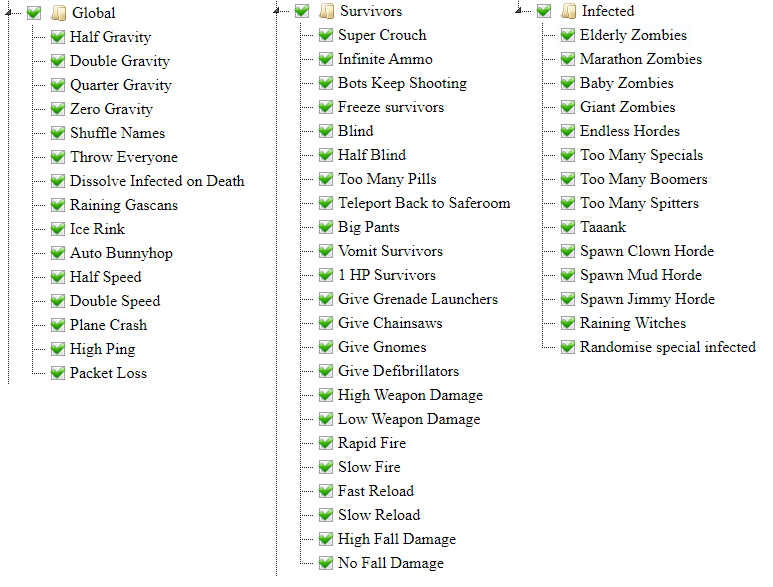 Global
Half Gravity
Double Gravity
Quarter Gravity
Zero Gravity
Shuffle Names
Throw Everyone
Dissolve Infected on Death
Raining Gascans
Ice Rink
Auto Bunnyhop
Half Speed
Double Speed
Plane Crash
High Ping
Packet Loss
Survivors
Super Crouch
Infinite Ammo
Bots Keep Shooting
Freeze survivors
Blind
Half Blind
Too Many Pills
Teleport Back to Saferoom
Big Pants
Vomit Survivors
1 HP Survivors
Give Grenade Launchers
Give Chainsaws
Give Gnomes
Give Defibrillators
High Weapon Damage
Low Weapon Damage
Rapid Fire
Slow Fire
Fast Reload
Slow Reload
High Fall Damage
No Fall Damage
Infected
Elderly Zombies
Marathon Zombies
Baby Zombies
Giant Zombies
Endless Hordes
Too Many Specials
Too Many Boomers
Too Many Spitters
Taaank
Spawn Clown Horde
Spawn Mud Horde
Spawn Jimmy Horde
Raining Witches
Randomise special infected